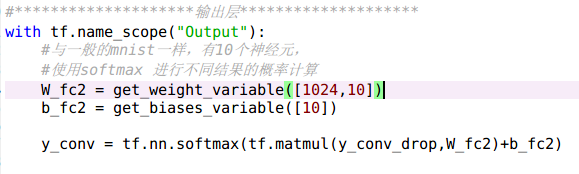 #********************输出层********************
with tf.name_scope("Output"):
    #与一般的mnist一样，有10个神经元，
    #使用softmax 进行不同结果的概率计算
    W_fc2 = get_weight_variable([1024,10])
    b_fc2 = get_biases_variable([10])

    y_conv = tf.nn.softmax(tf.matmul(y_conv_drop,W_fc2)+b_fc2)